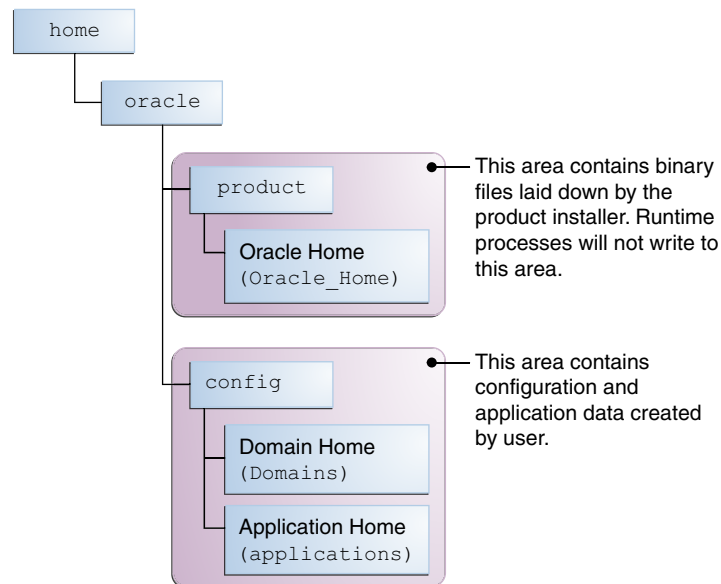 home
oracle
product
Oracle Home
(Oracle_Home)
This area contains binary
files laid down by the
product installer. Runtime
processes will not write to
this area.
config
Domain Home
(Domains)
Application Home
(applications)
This area contains
configuration and
application data created
by user.